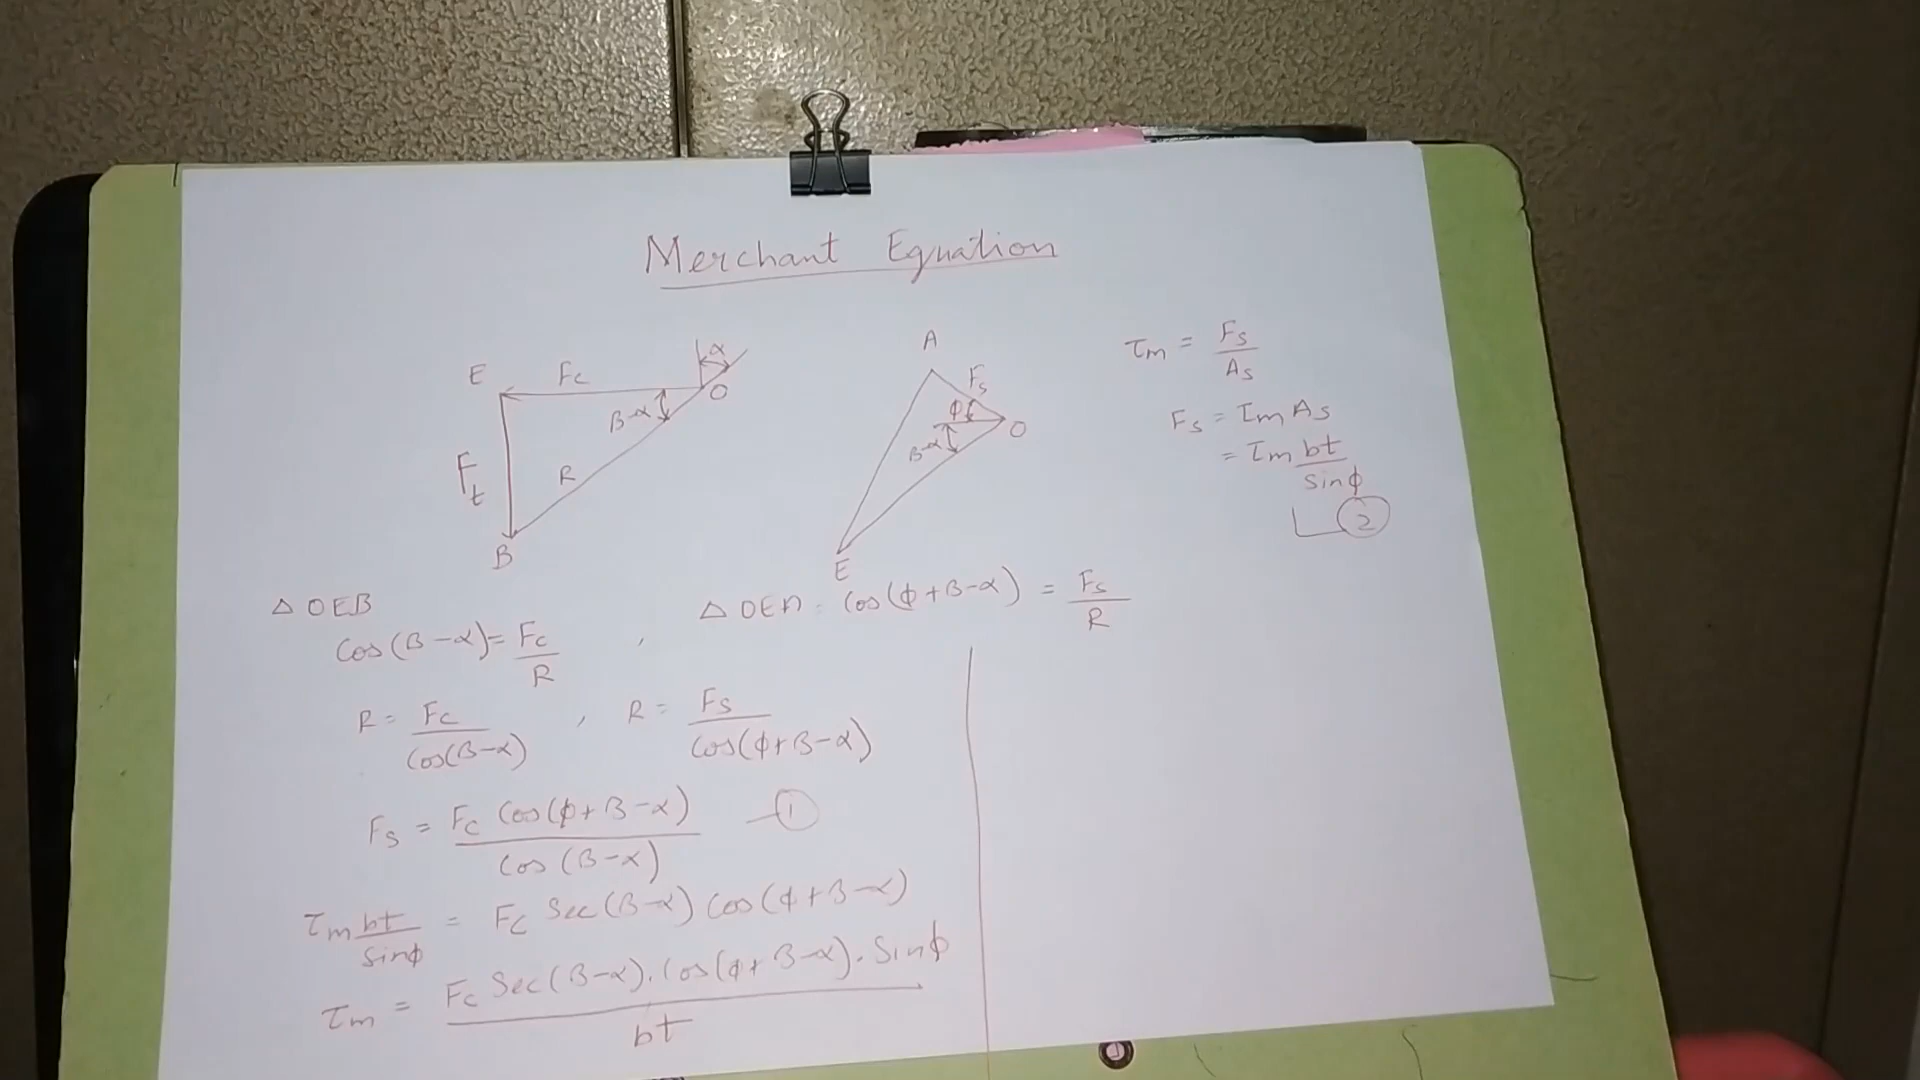 Merchant Equation
E Fc α O
β-α
Ft R
B
A
Fs
φ O
β-α
E
τm = Fs/As
Fs = τm As
= τm bt/sinφ
2
△ OEB
cos(β-α) = Fc/R , △ OEA. cos(φ+β-α) = Fs/R
R = Fc/cos(β-α) , R = Fs/cos(φ+β-α)
Fs = Fc cos(φ+β-α)/cos(β-α) — 1
τm bt/sinφ = Fc Sec(β-α) cos(φ+β-α)
τm = Fc Sec(β-α). cos(φ+β-α). Sinφ/bt